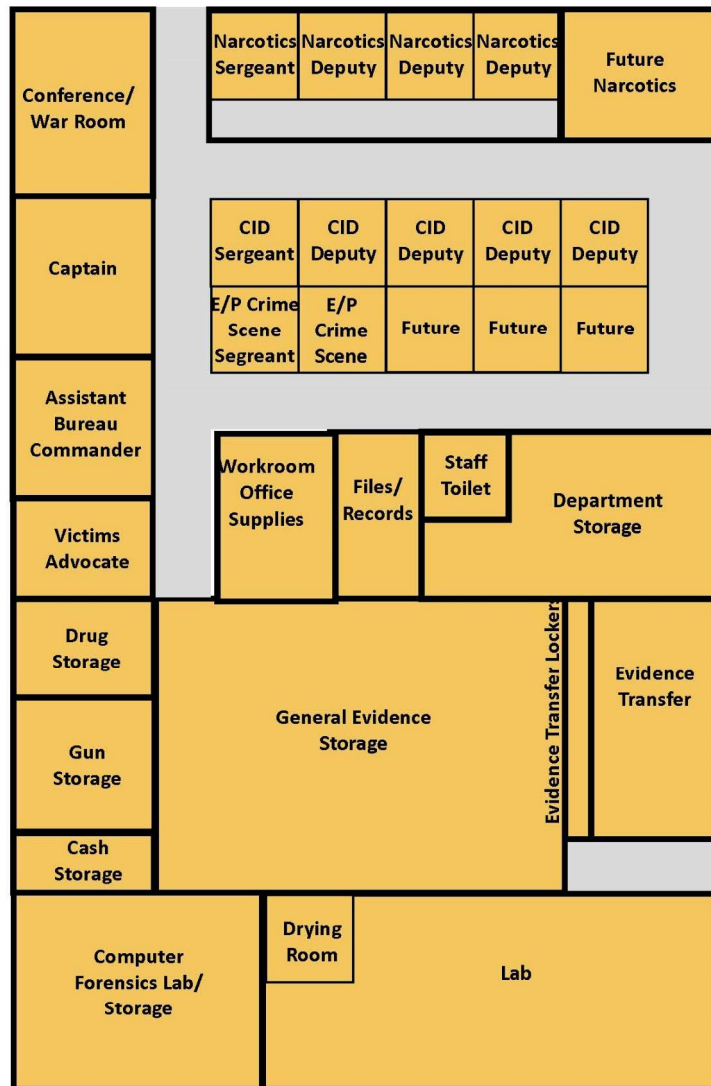 Conference/
War Room
Narcotics
Sergeant
Narcotics
Deputy
Narcotics
Deputy
Narcotics
Deputy
Future
Narcotics
Captain
CID
Sergeant
CID
Deputy
CID
Deputy
CID
Deputy
CID
Deputy
E/P Crime
Scene
Segreant
E/P
Crime
Scene
Future
Future
Future
Assistant
Bureau
Commander
Workroom
Office
Supplies
Files/
Records
Staff
Toilet
Department
Storage
Victims
Advocate
Drug
Storage
General Evidence
Storage
Evidence Transfer Lockers
Evidence
Transfer
Gun
Storage
Cash
Storage
Computer
Forensics Lab/
Storage
Drying
Room
Lab